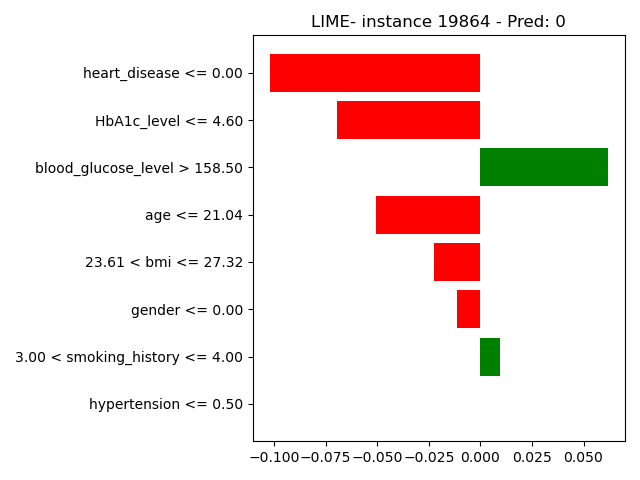 LIME- instance 19864 - Pred: 0
heart_disease <= 0.00
HbA1c_level <= 4.60
blood_glucose_level > 158.50
age <= 21.04
23.61 < bmi <= 27.32
gender <= 0.00
3.00 < smoking_history <= 4.00
hypertension <= 0.50
−0.100 −0.075 −0.050 −0.025 0.000 0.025 0.050